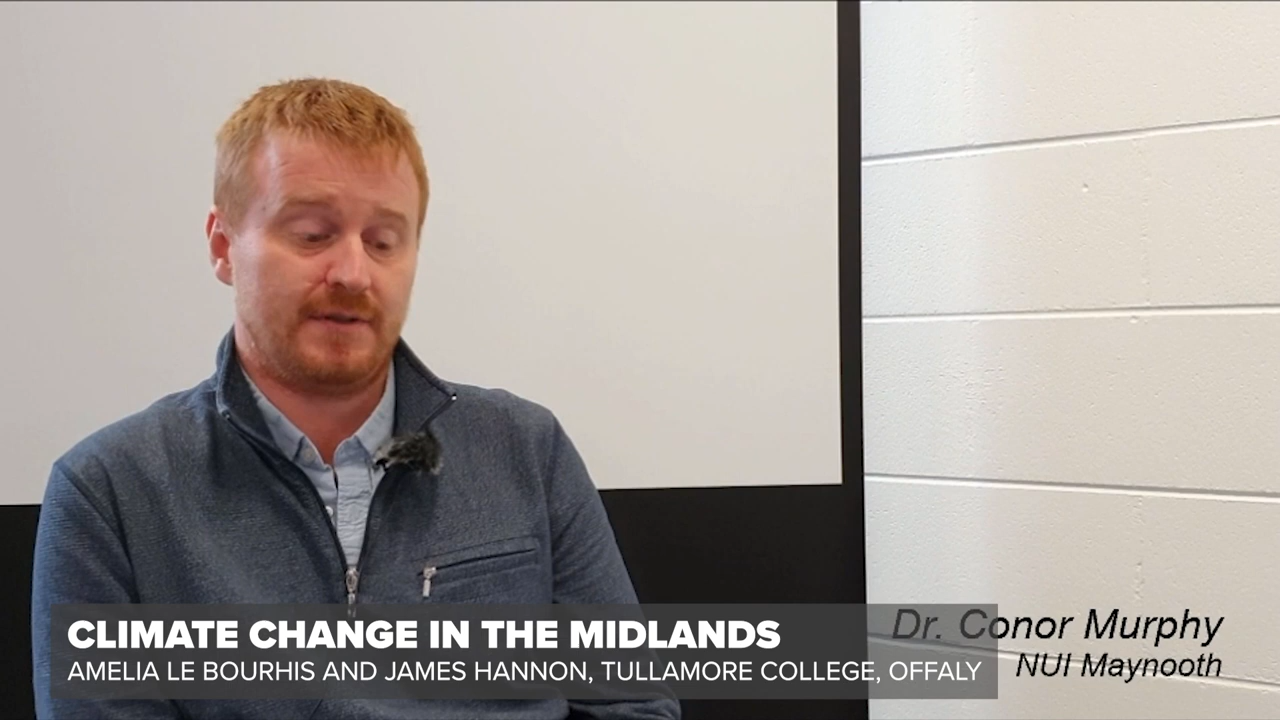 CLIMATE CHANGE IN THE MIDLANDS
AMELIA LE BOURHIS AND JAMES HANNON, TULLAMORE COLLEGE, OFFALY
Dr. Conor Murphy
NUI Maynooth